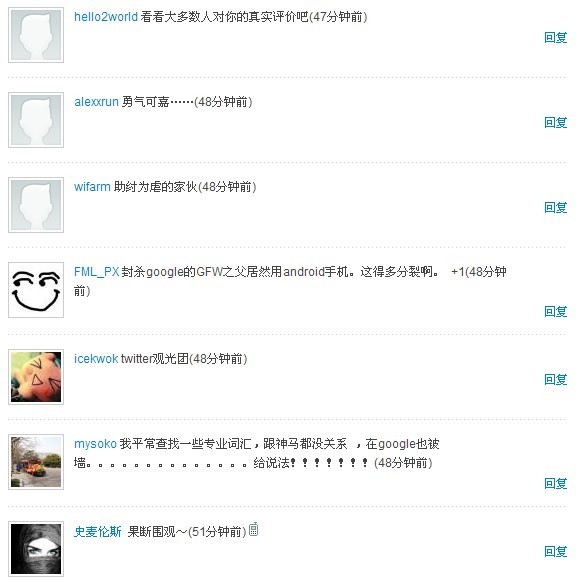 hello2world 看看大多数人对你的真实评价吧(47分钟前)
回复
alexxrun 勇气可嘉……(48分钟前)
回复
wifarm 助纣为虐的家伙(48分钟前)
回复
FML_PX 封杀google的GFW之父居然用android手机。这得多分裂啊。 +1(48分钟
前)
回复
icekwok twitter观光团(48分钟前)
回复
mysoko 我平常查找一些专业词汇，跟神马都没关系 ，在google也被
墙。。。。。。。。。。。。。。给说法！！！！！！！(48分钟前)
回复
史麦伦斯 果断围观～(51分钟前)
回复